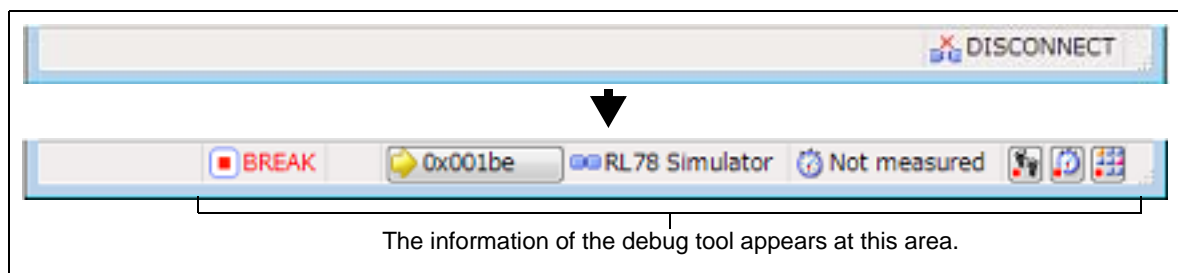 DISCONNECT
BREAK 0x001be RL78 Simulator Not measured
The information of the debug tool appears at this area.